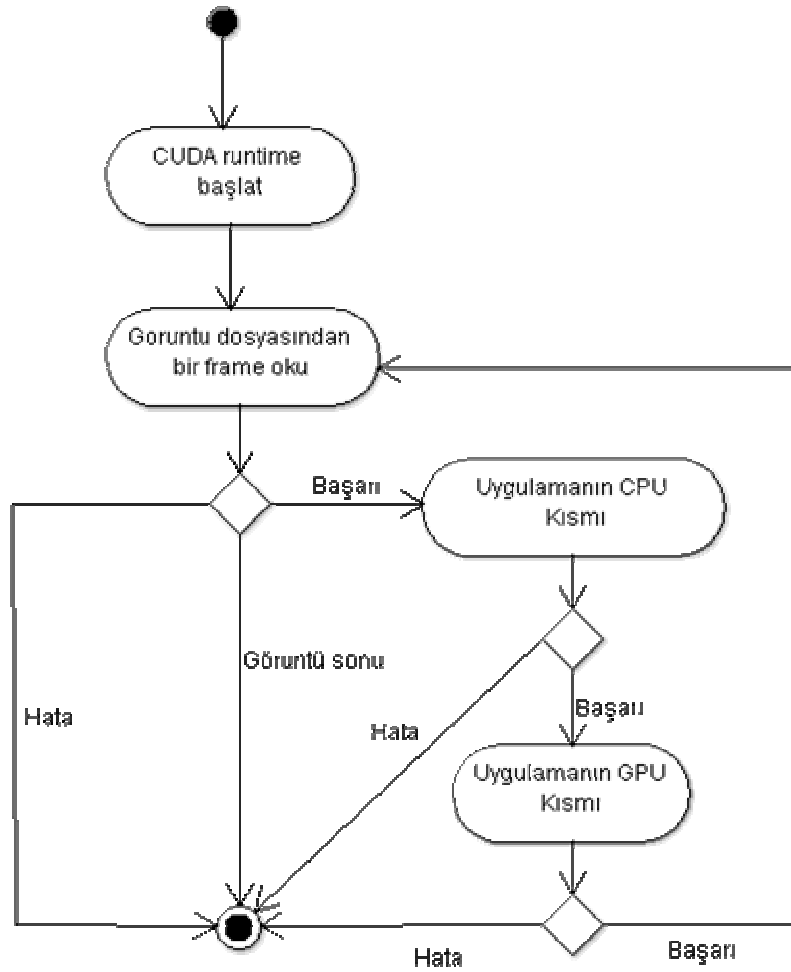 CUDA runtime
başlat
Goruntu dosyasından
bir frame oku
Başarı
Uygulamanın CPU
Kısmı
Göruntü sonu
Hata
Hata
Başarı
Uygulamanın GPU
Kısmı
Hata
Başarı